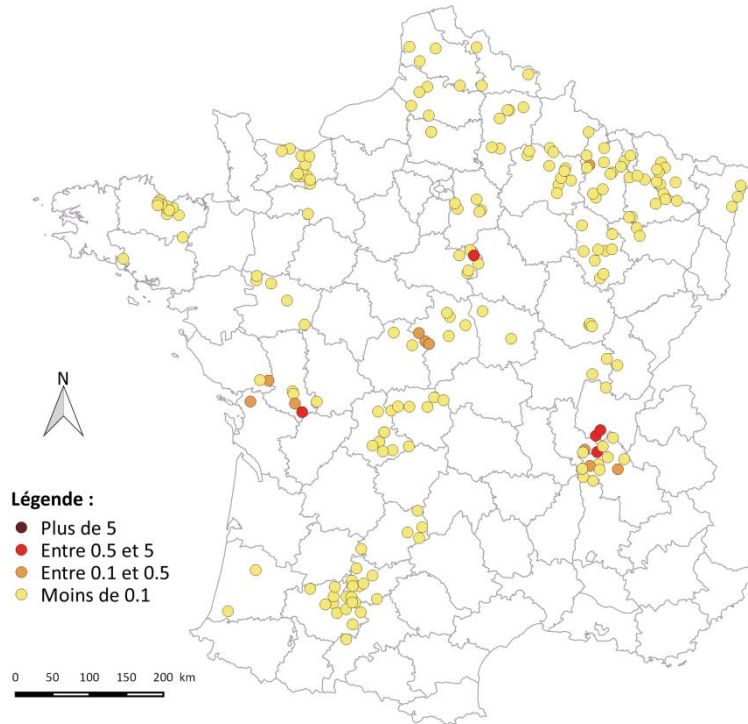 N
Légende :
Plus de 5
Entre 0.5 et 5
Entre 0.1 et 0.5
Moins de 0.1
0 50 100 150 200 km